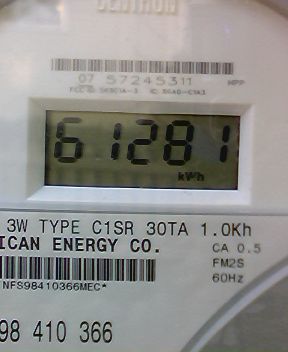 CENTRON
07 57245311
61281
kWh
3W TYPE C1SR 30TA 1.0Kh
ICAN ENERGY CO.
CA 0.5
FM2S
60Hz
NFS98410366MEC*
98 410 366